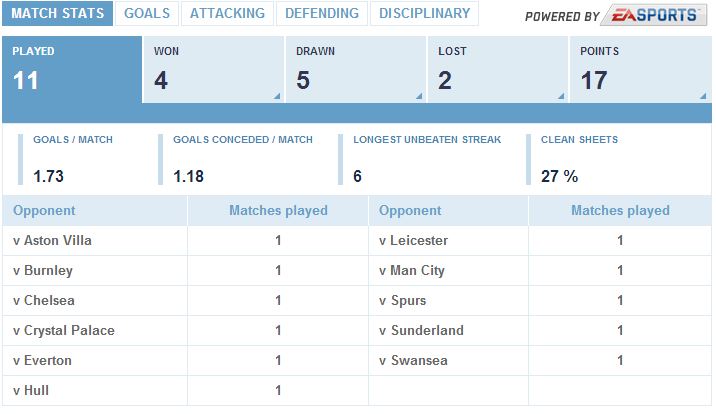 MATCH STATS GOALS ATTACKING DEFENDING DISCIPLINARY POWERED BY EA SPORTS™
PLAYED WON DRAWN LOST POINTS
11 4 5 2 17
GOALS / MATCH GOALS CONCEDED / MATCH LONGEST UNBEATEN STREAK CLEAN SHEETS
1.73 1.18 6 27 %
Opponent Matches played Opponent Matches played
v Aston Villa 1 v Leicester 1
v Burnley 1 v Man City 1
v Chelsea 1 v Spurs 1
v Crystal Palace 1 v Sunderland 1
v Everton 1 v Swansea 1
v Hull 1